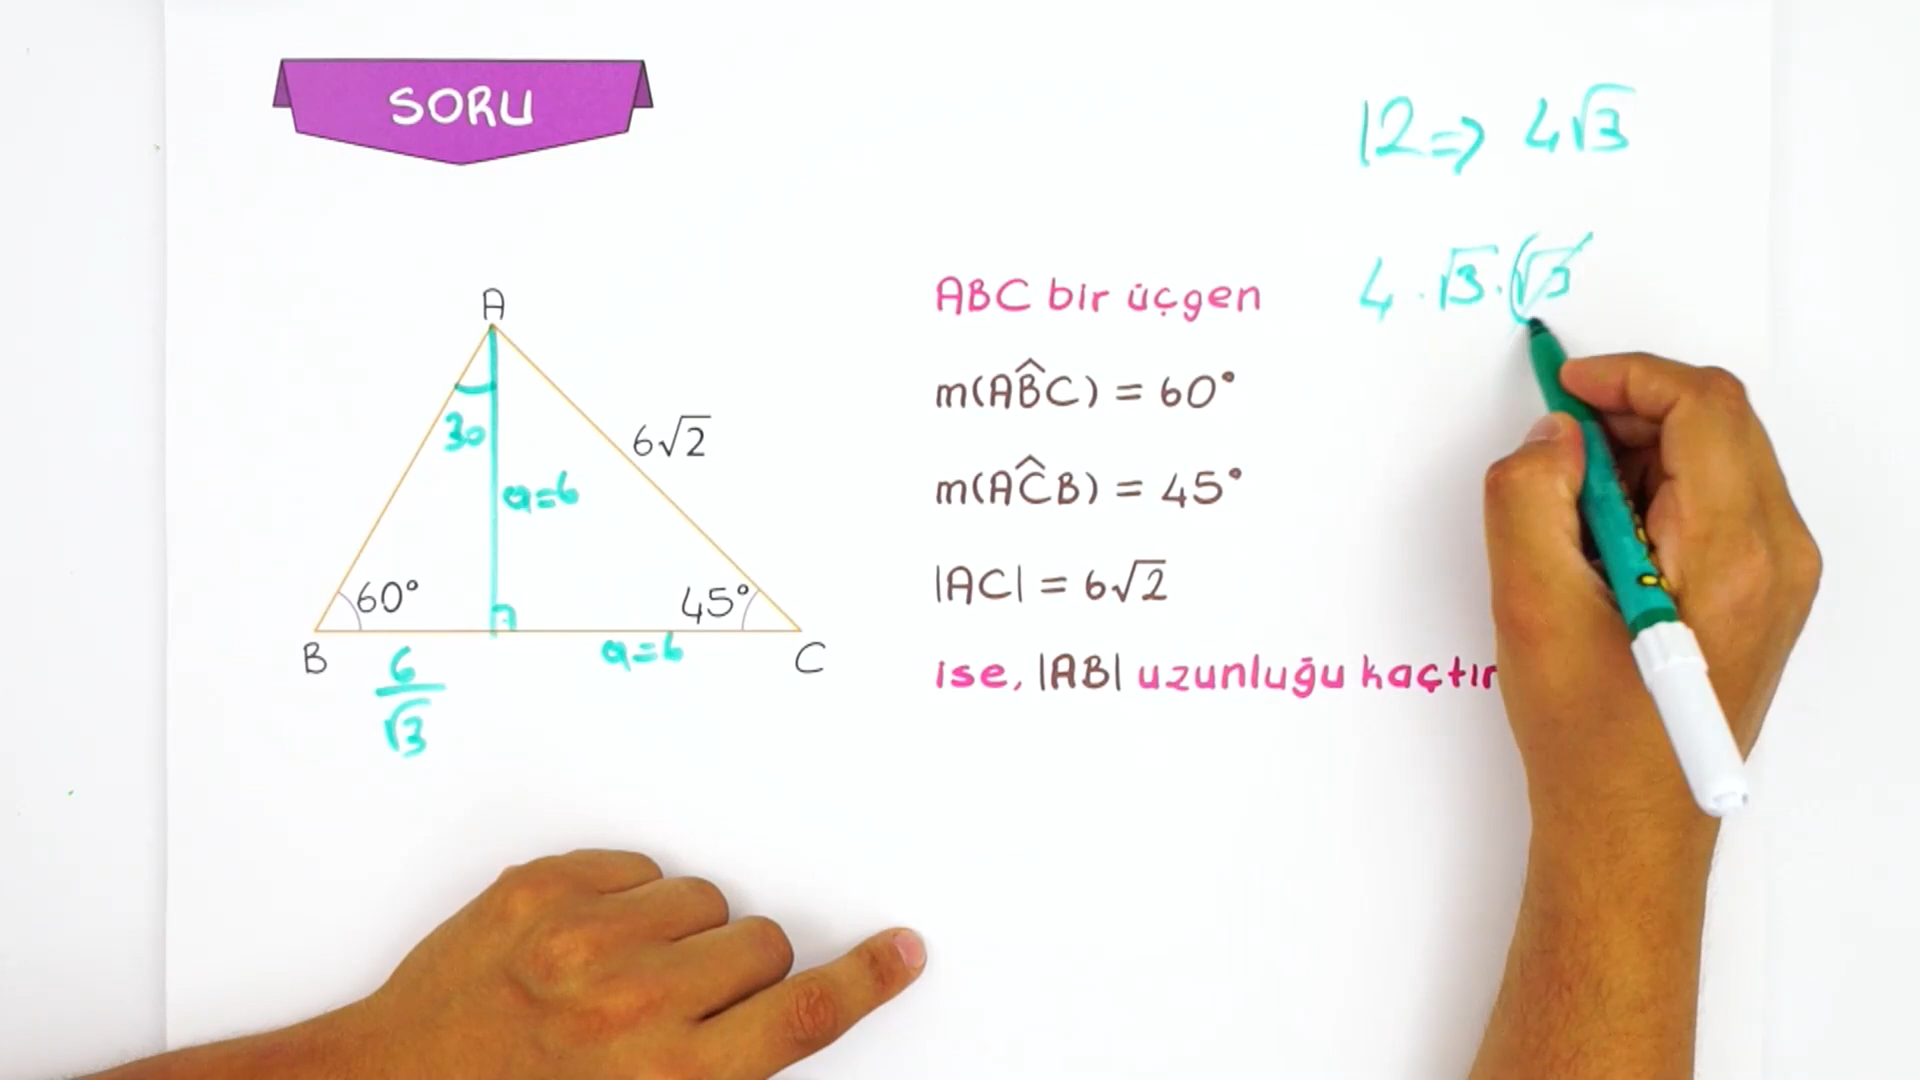 SORU
12 => 4√3
4 . √3 . (√3
A
30
6√2
a=6
60°
45°
B
C
6/√3
a=6
ABC bir üçgen
m(AB̂C) = 60°
m(AĈB) = 45°
|AC| = 6√2
ise, |AB| uzunluğu kaçtır